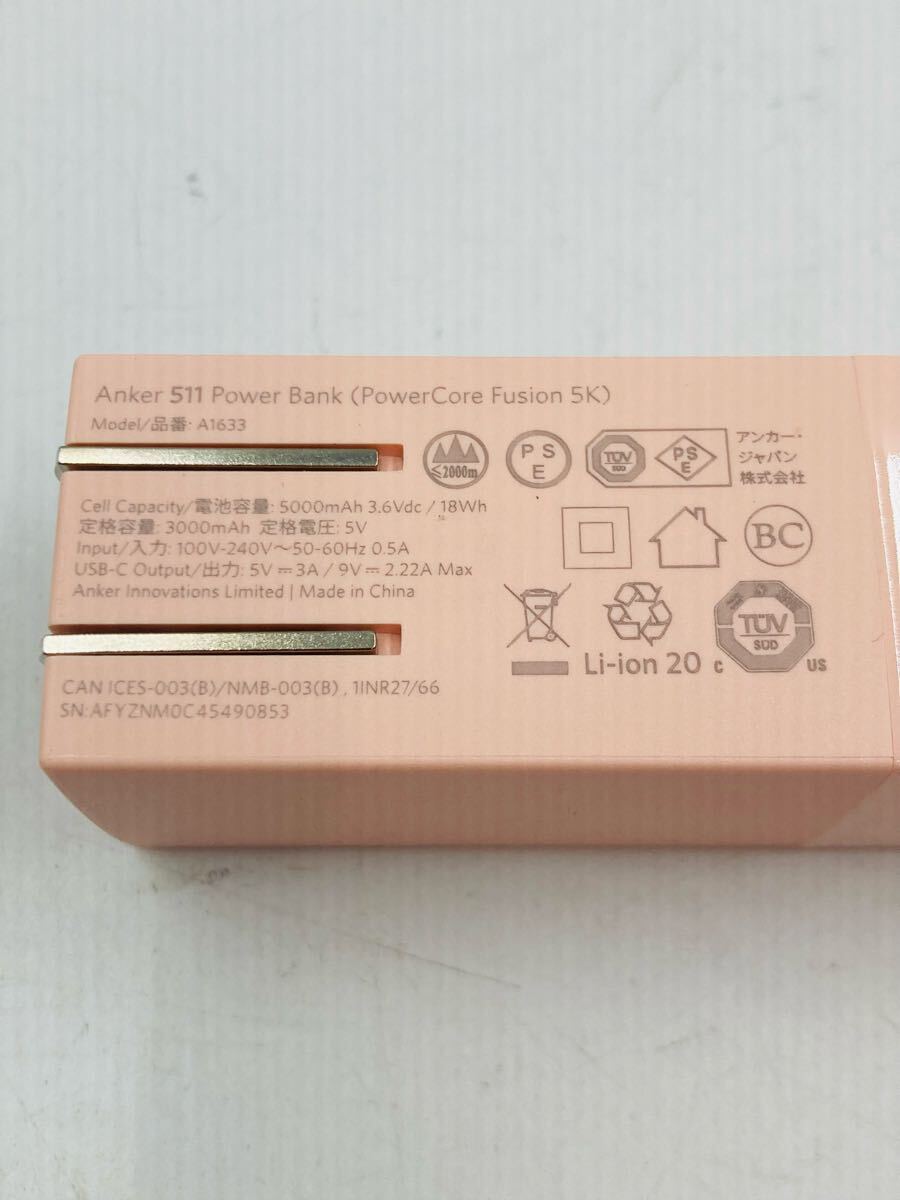 Anker 511 Power Bank (PowerCore Fusion 5K)
Model/品番: A1633
≤2000m
P S E
TÜV SÜD
PS E
アンカー・
ジャパン
株式会社
Cell Capacity/電池容量: 5000mAh 3.6Vdc / 18Wh
定格容量: 3000mAh 定格電圧: 5V
Input/入力: 100V-240V～50-60Hz 0.5A
USB-C Output/出力: 5V⎓3A / 9V⎓2.22A Max
Anker Innovations Limited | Made in China
BC
Li-ion 20
c TÜV SÜD US
CAN ICES-003(B)/NMB-003(B) , 1INR27/66
SN:AFYZNM0C45490853